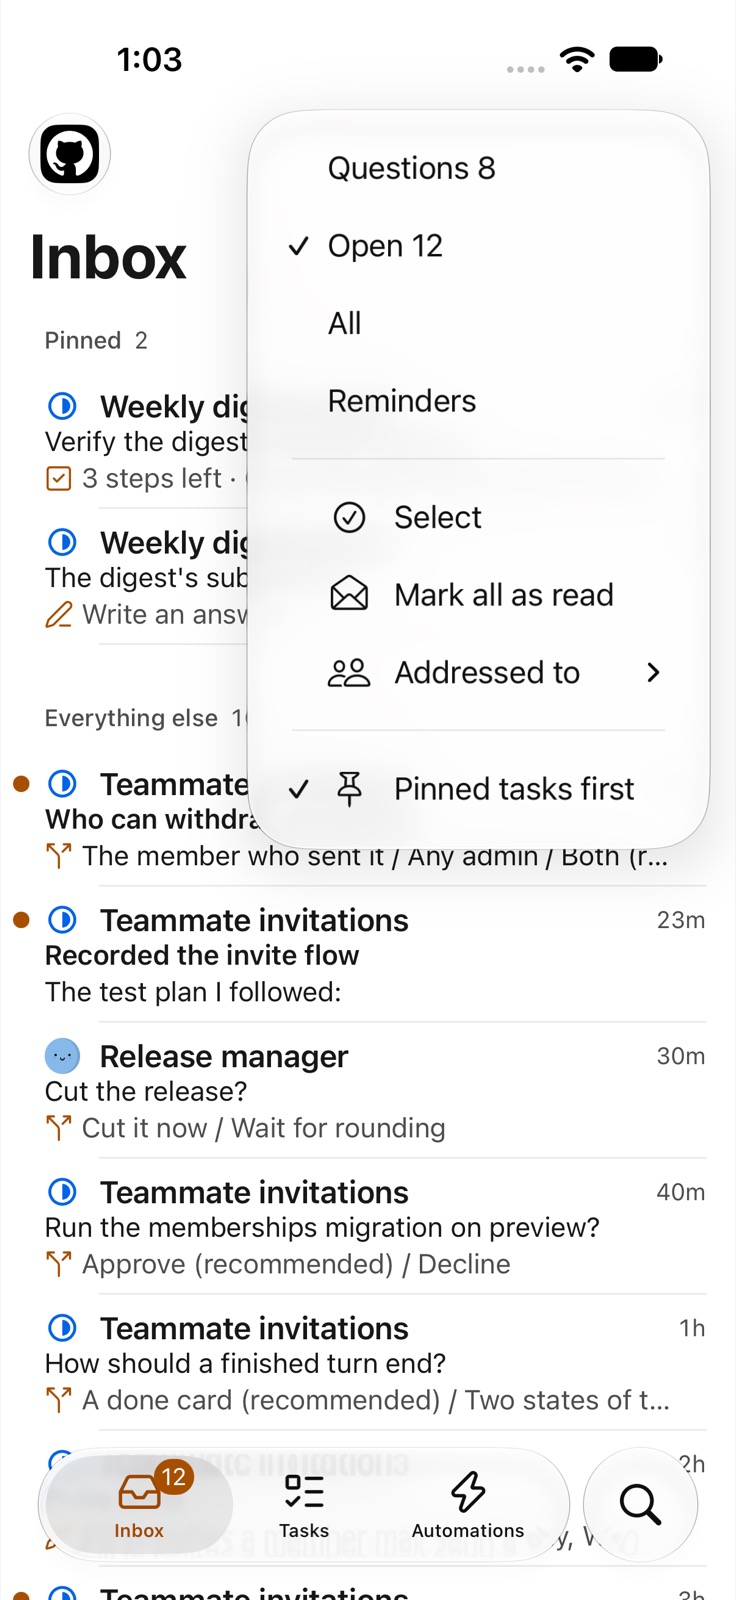 1:03
Questions 8
Open 12
All
Reminders
Select
Mark all as read
Addressed to
Pinned tasks first
Inbox
Pinned 2
Weekly
Verify the digest
3 steps left ·
Weekly
The digest's
Write an
Everything else
Teammate
Who can
The member who sent it / Any admin / Both (r...
Teammate invitations 23m
Recorded the invite flow
The test plan I followed:
Release manager 30m
Cut the release?
Cut it now / Wait for rounding
Teammate invitations 40m
Run the memberships migration on preview?
Approve (recommended) / Decline
Teammate invitations 1h
How should a finished turn end?
A done card (recommended) / Two states of t...
2h
12
Inbox
Tasks
Automations
Teammate invitations 3h